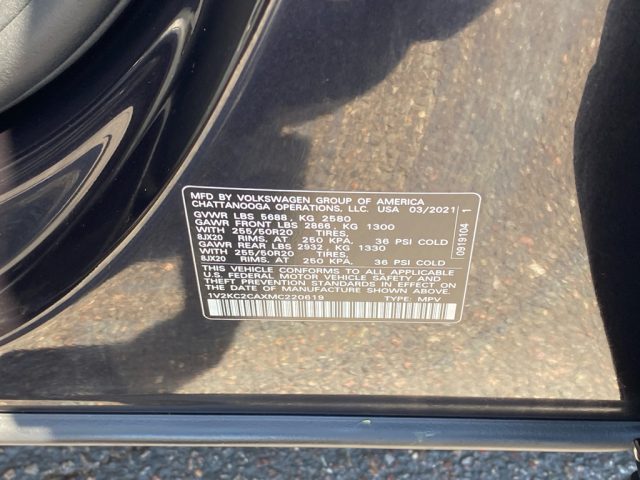 MFD BY VOLKSWAGEN GROUP OF AMERICA
CHATTANOOGA OPERATIONS, LLC. USA 03/2021
GVWR LBS 5688, KG 2580
GAWR FRONT LBS 2866, KG 1300
WITH 255/50R20 TIRES,
8JX20 RIMS, AT 250 KPA. 36 PSI COLD
GAWR REAR LBS 2932, KG 1330
WITH 255/50R20 TIRES,
8JX20 RIMS, AT 250 KPA. 36 PSI COLD
THIS VEHICLE CONFORMS TO ALL APPLICABLE
U.S. FEDERAL MOTOR VEHICLE SAFETY AND
THEFT PREVENTION STANDARDS IN EFFECT ON
THE DATE OF MANUFACTURE SHOWN ABOVE
1V2KC2CAXMC220619 TYPE: MPV
0919104 1